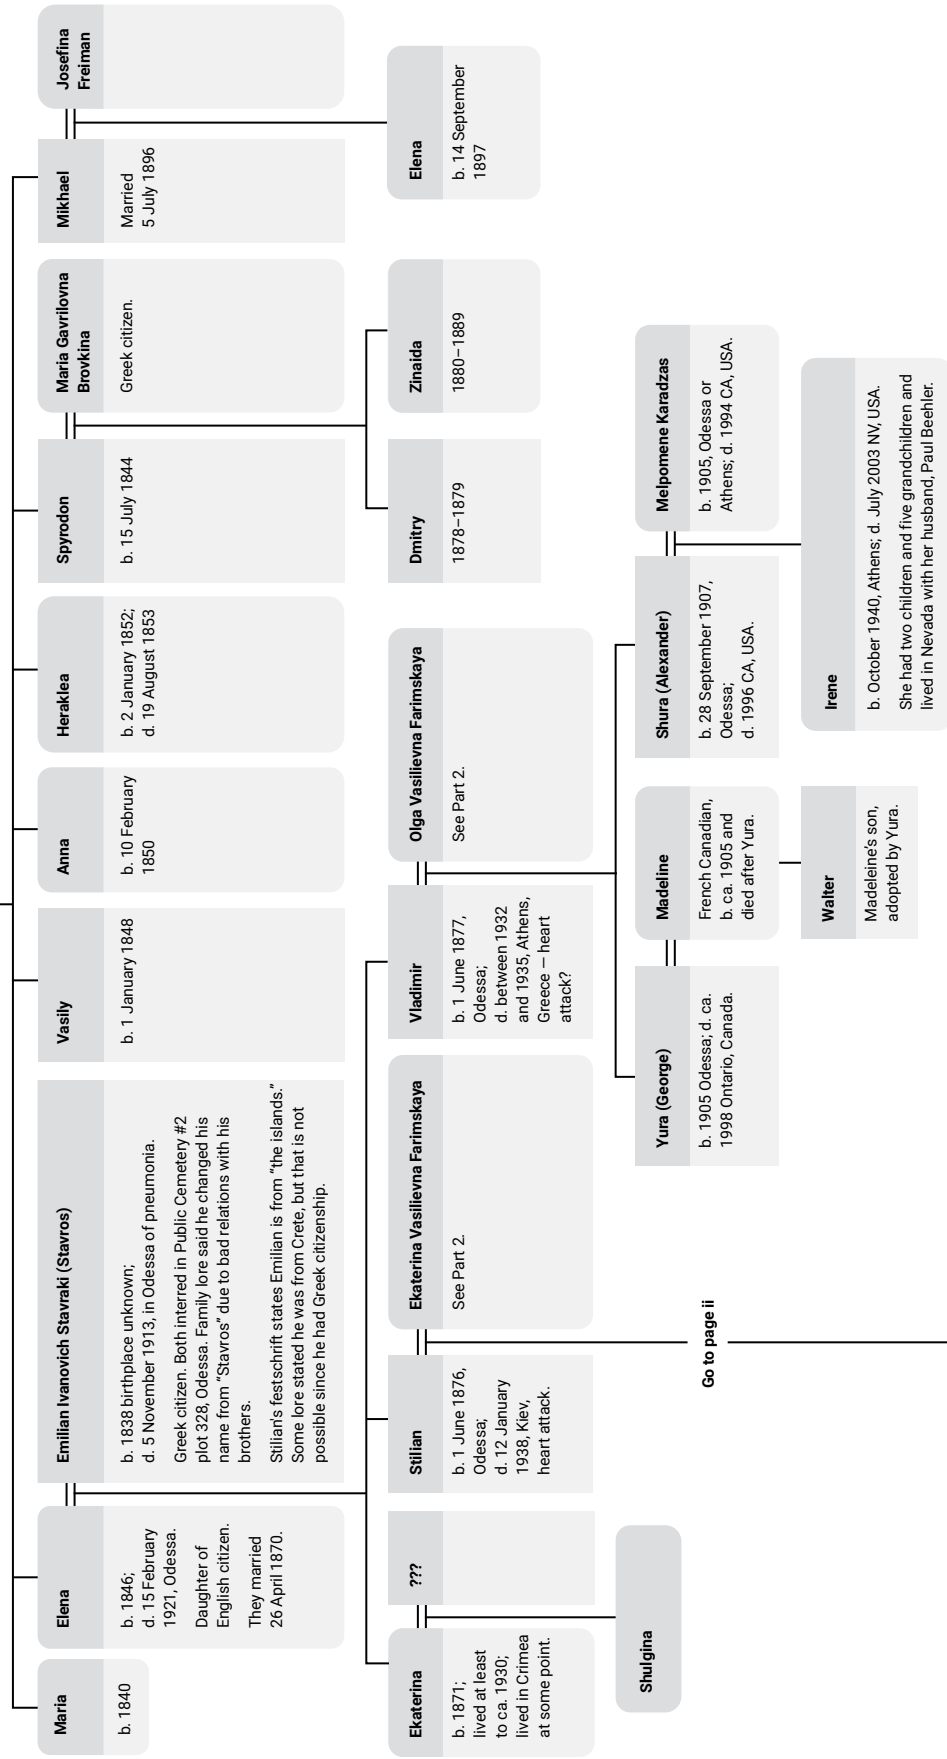 Maria
b. 1840
Elena
b. 1846;
d. 15 February
1921, Odessa.
Daughter of
English citizen.
They married
26 April 1870.
Emilian Ivanovich Stavraki (Stavros)
b. 1838 birthplace unknown;
d. 5 November 1913, in Odessa of pneumonia.
Greek citizen. Both interred in Public Cemetery #2
plot 328, Odessa. Family lore said he changed his
name from “Stavros” due to bad relations with his
brothers.
Stilian’s festschrift states Emilian is from “the islands.”
Some lore stated he was from Crete, but that is not
possible since he had Greek citizenship.
Vasily
b. 1 January 1848
Anna
b. 10 February
1850
Heraklea
b. 2 January 1852;
d. 19 August 1853
Spyrodon
b. 15 July 1844
Maria Gavrilovna
Brovkina
Greek citizen.
Mikhael
Married
5 July 1896
Josefina
Freiman
Ekaterina
b. 1871;
lived at least
to ca. 1930;
lived in Crimea
at some point.
???
Stilian
b. 1 June 1876,
Odessa;
d. 12 January
1938, Kiev,
heart attack.
Ekaterina Vasilievna Farimskaya
See Part 2.
Vladimir
b. 1 June 1877,
Odessa;
d. between 1932
and 1935, Athens,
Greece — heart
attack?
Olga Vasilievna Farimskaya
See Part 2.
Dmitry
1878–1879
Zinaida
1880–1889
Elena
b. 14 September
1897
Shulgina
Go to page ii
Yura (George)
b. 1905 Odessa; d. ca.
1998 Ontario, Canada.
Madeline
French Canadian,
b. ca. 1905 and
died after Yura.
Shura (Alexander)
b. 28 September 1907,
Odessa;
d. 1996 CA, USA.
Melpomene Karadzas
b. 1905, Odessa or
Athens; d. 1994 CA, USA.
Walter
Madeleine’s son,
adopted by Yura.
Irene
b. October 1940, Athens; d. July 2003 NV, USA.
She had two children and five grandchildren and
lived in Nevada with her husband, Paul Beehler.